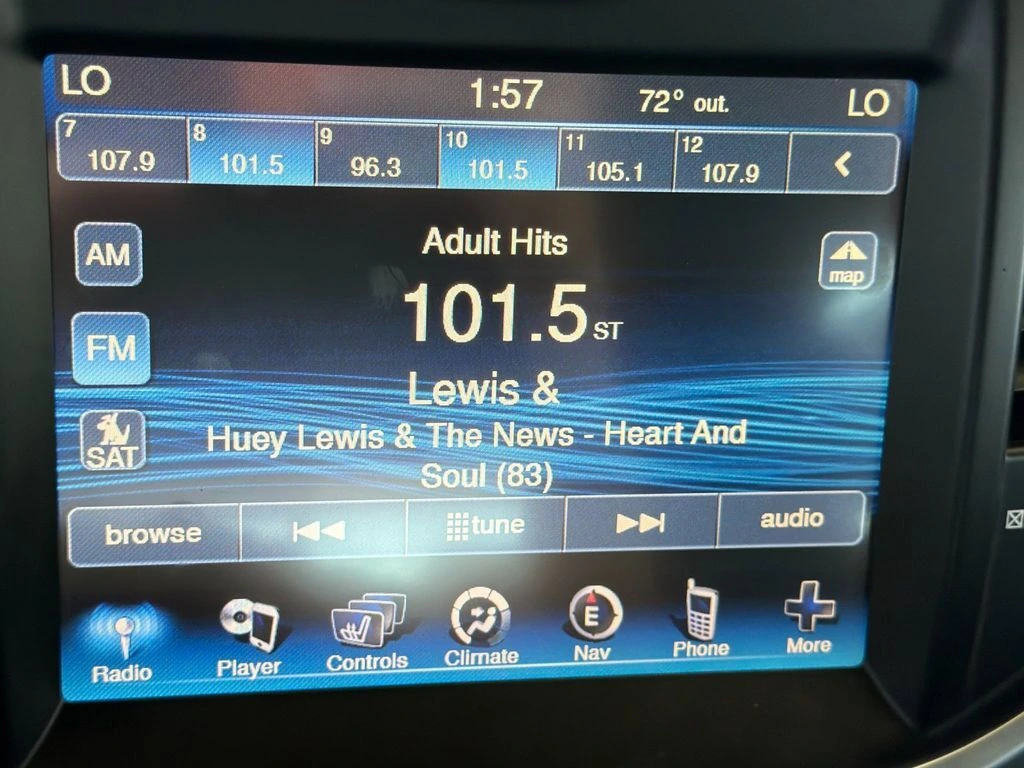 LO 1:57 72° out. LO
7 8 9 10 11 12
107.9 101.5 96.3 101.5 105.1 107.9 <
AM
Adult Hits
map
101.5 ST
FM
Lewis &
SAT
Huey Lewis & The News - Heart And
Soul (83)
browse tune audio
E
Radio Player Controls Climate Nav Phone More